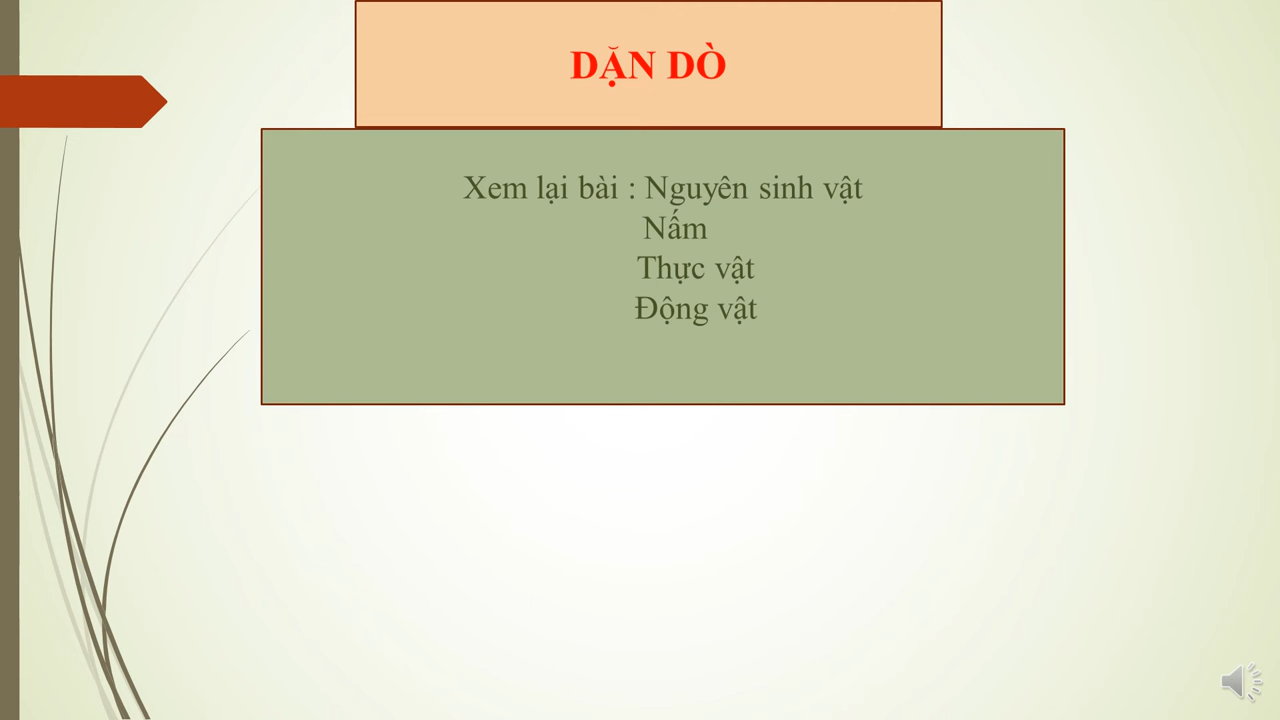 DẶN DÒ
Xem lại bài : Nguyên sinh vật
Nấm
Thực vật
Động vật